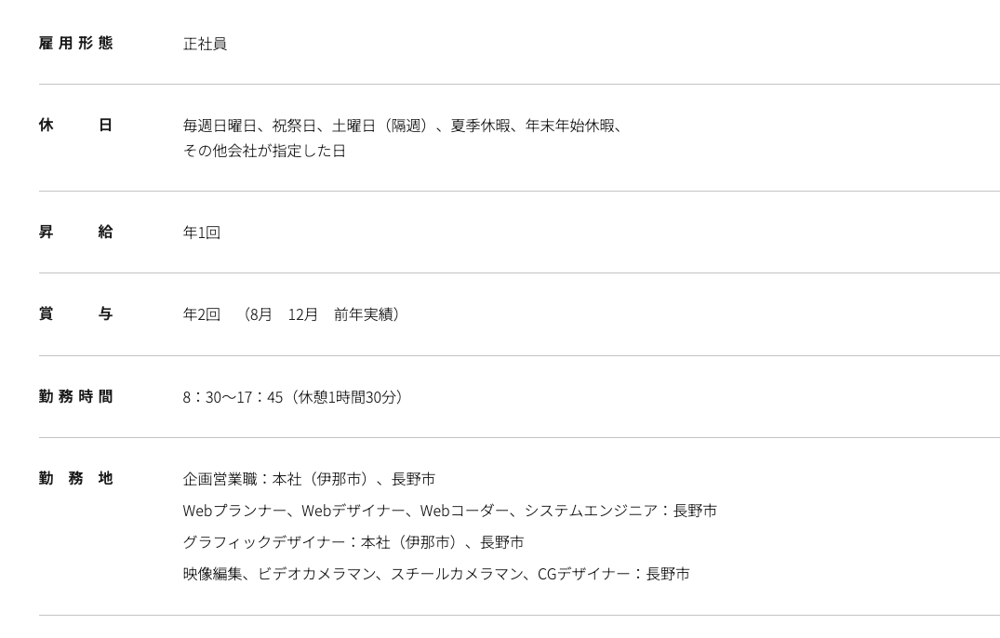 雇用形態 正社員
休日 毎週日曜日、祝祭日、土曜日（隔週）、夏季休暇、年末年始休暇、
その他会社が指定した日
昇給 年1回
賞与 年2回　（8月　12月　前年実績）
勤務時間 8：30～17：45（休憩1時間30分）
勤務地 企画営業職：本社（伊那市）、長野市
Webプランナー、Webデザイナー、Webコーダー、システムエンジニア：長野市
グラフィックデザイナー：本社（伊那市）、長野市
映像編集、ビデオカメラマン、スチールカメラマン、CGデザイナー：長野市